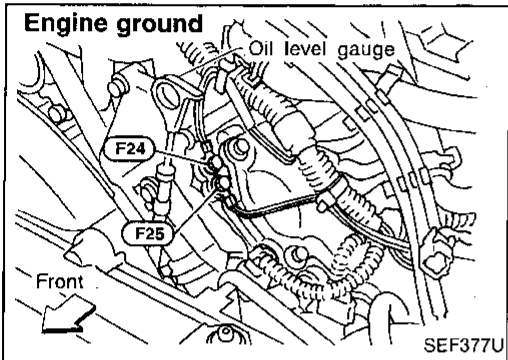 Engine ground
Oil level gauge
F24
F25
Front
SEF377U